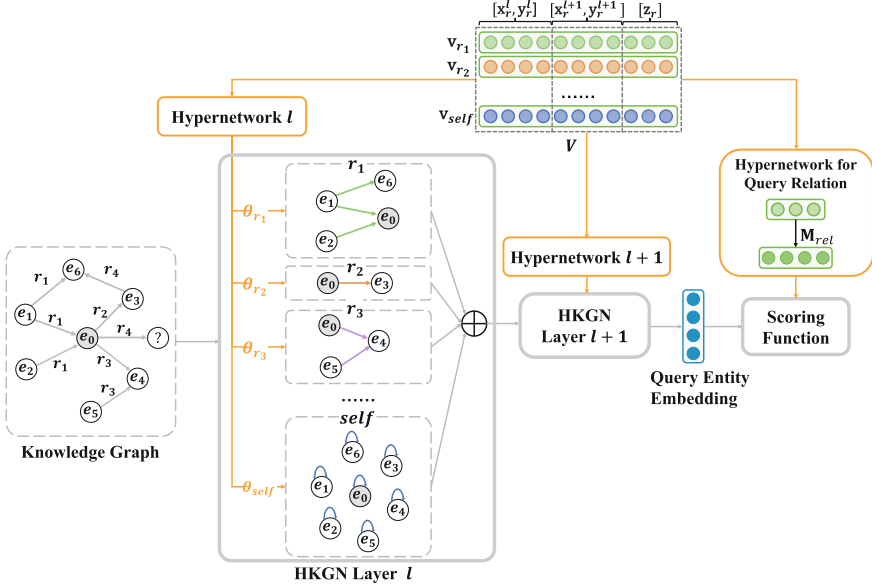 [x_r^l, y_r^l] [x_r^{l+1}, y_r^{l+1}] [z_r]
v_{r_1}
v_{r_2}
......
v_{self}
V
Hypernetwork l
Hypernetwork for
Query Relation
M_{rel}
Hypernetwork l + 1
HKGN
Layer l + 1
Query Entity
Embedding
Scoring
Function
θ_{r_1}
r_1
e_6
e_1
e_0
e_2
θ_{r_2}
r_2
e_0
e_3
θ_{r_3}
r_3
e_0
e_4
e_5
......
self
θ_{self}
e_6
e_3
e_1
e_0
e_4
e_2
e_5
HKGN Layer l
e_6
r_4
r_1
e_3
r_2
e_1
r_1
r_4
e_0
?
e_2
r_1
r_3
e_4
r_3
e_5
Knowledge Graph